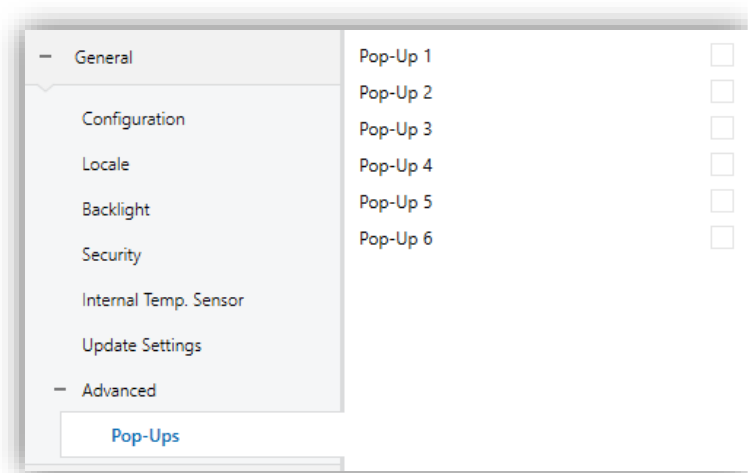 General
Configuration
Locale
Backlight
Security
Internal Temp. Sensor
Update Settings
Advanced
Pop-Ups
Pop-Up 1
Pop-Up 2
Pop-Up 3
Pop-Up 4
Pop-Up 5
Pop-Up 6